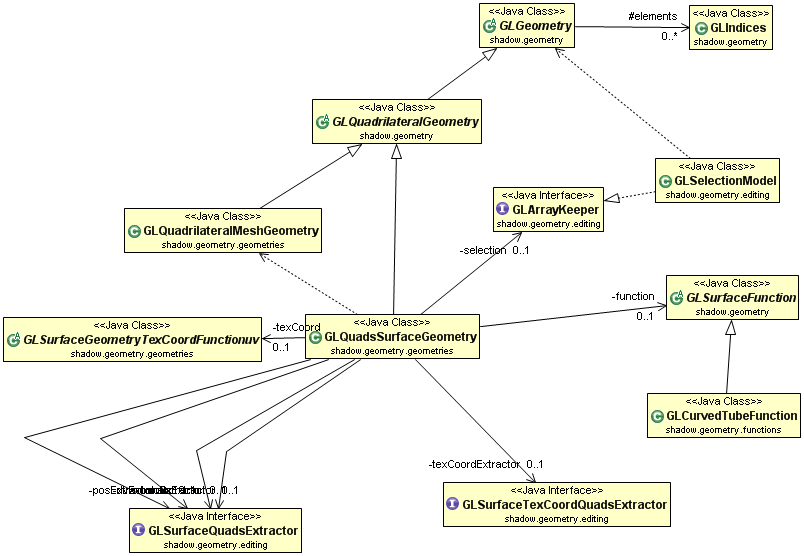 <<Java Class>>
GLGeometry
shadow.geometry
#elements
0..*
<<Java Class>>
GLIndices
shadow.geometry
<<Java Class>>
GLQuadrilateralGeometry
shadow.geometry
<<Java Class>>
GLSelectionModel
shadow.geometry.editing
<<Java Interface>>
GLArrayKeeper
shadow.geometry.editing
<<Java Class>>
GLQuadrilateralMeshGeometry
shadow.geometry.geometries
-selection 0..1
<<Java Class>>
GLSurfaceFunction
shadow.geometry
-function
0..1
<<Java Class>>
GLSurfaceGeometryTexCoordFunctionuv
shadow.geometry.geometries
-texCoord
0..1
<<Java Class>>
GLQuadsSurfaceGeometry
shadow.geometry.geometries
<<Java Class>>
GLCurvedTubeFunction
shadow.geometry.functions
-texCoordExtractor 0..1
0..1
<<Java Interface>>
GLSurfaceTexCoordQuadsExtractor
shadow.geometry.editing
<<Java Interface>>
GLSurfaceQuadsExtractor
shadow.geometry.editing